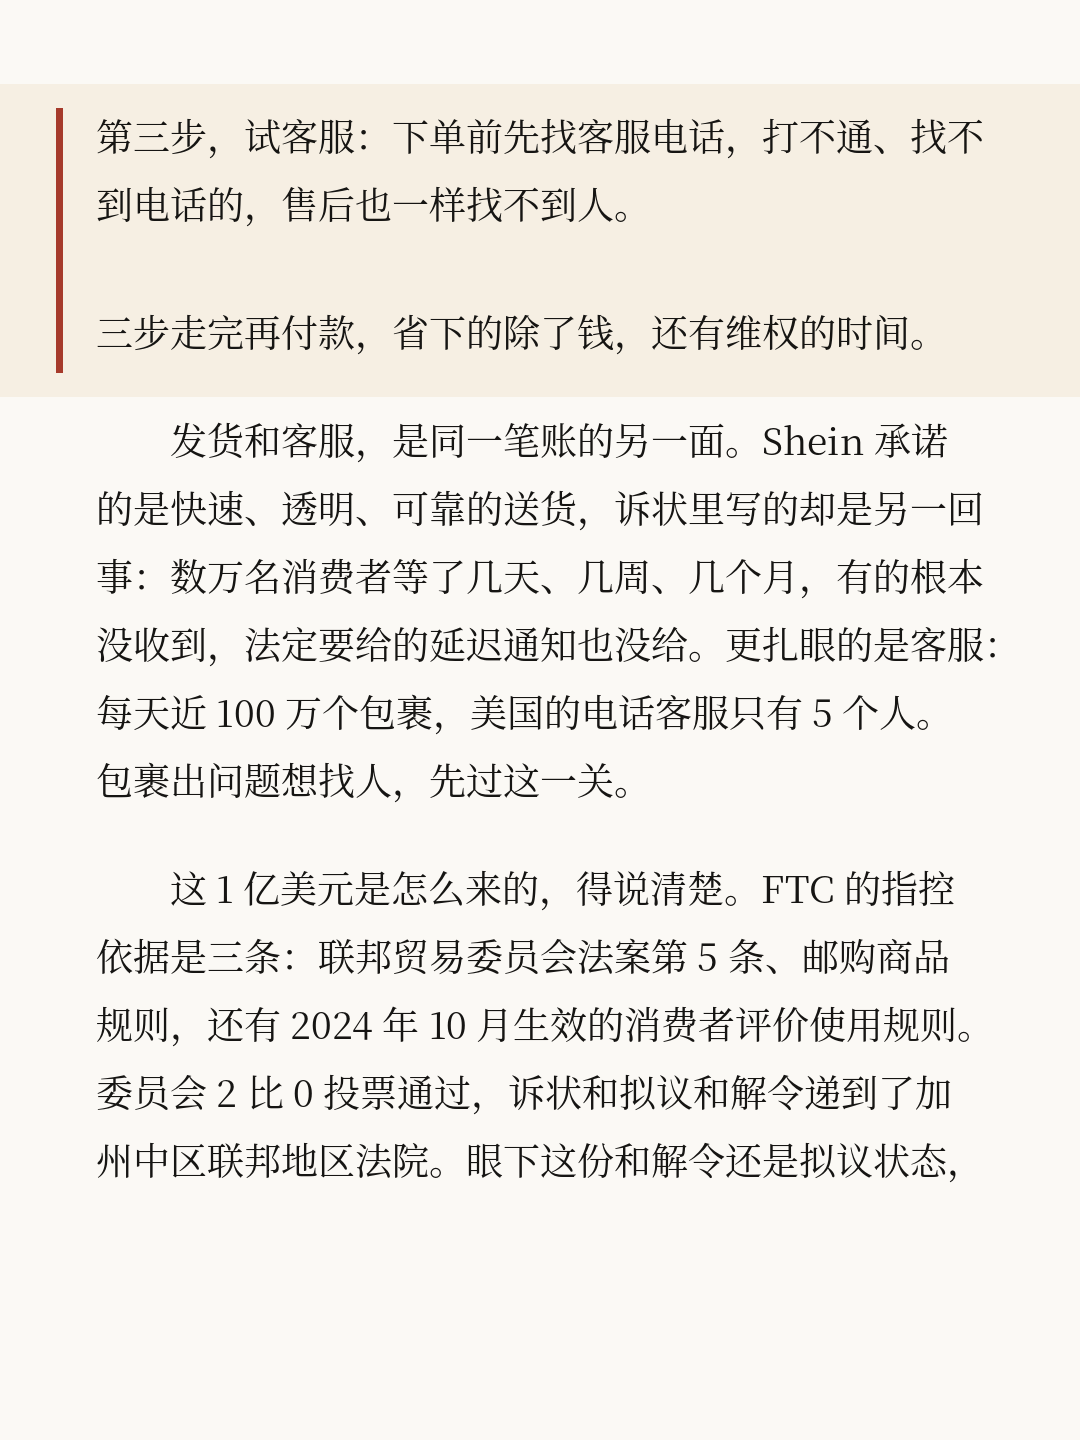 第三步，试客服：下单前先找客服电话，打不通、找不
到电话的，售后也一样找不到人。
三步走完再付款，省下的除了钱，还有维权的时间。
发货和客服，是同一笔账的另一面。Shein 承诺
的是快速、透明、可靠的送货，诉状里写的却是另一回
事：数万名消费者等了几天、几周、几个月，有的根本
没收到，法定要给的延迟通知也没给。更扎眼的是客服：
每天近 100 万个包裹，美国的电话客服只有 5 个人。
包裹出问题想找人，先过这一关。
这 1 亿美元是怎么来的，得说清楚。FTC 的指控
依据是三条：联邦贸易委员会法案第 5 条、邮购商品
规则，还有 2024 年 10 月生效的消费者评价使用规则。
委员会 2 比 0 投票通过，诉状和拟议和解令递到了加
州中区联邦地区法院。眼下这份和解令还是拟议状态，